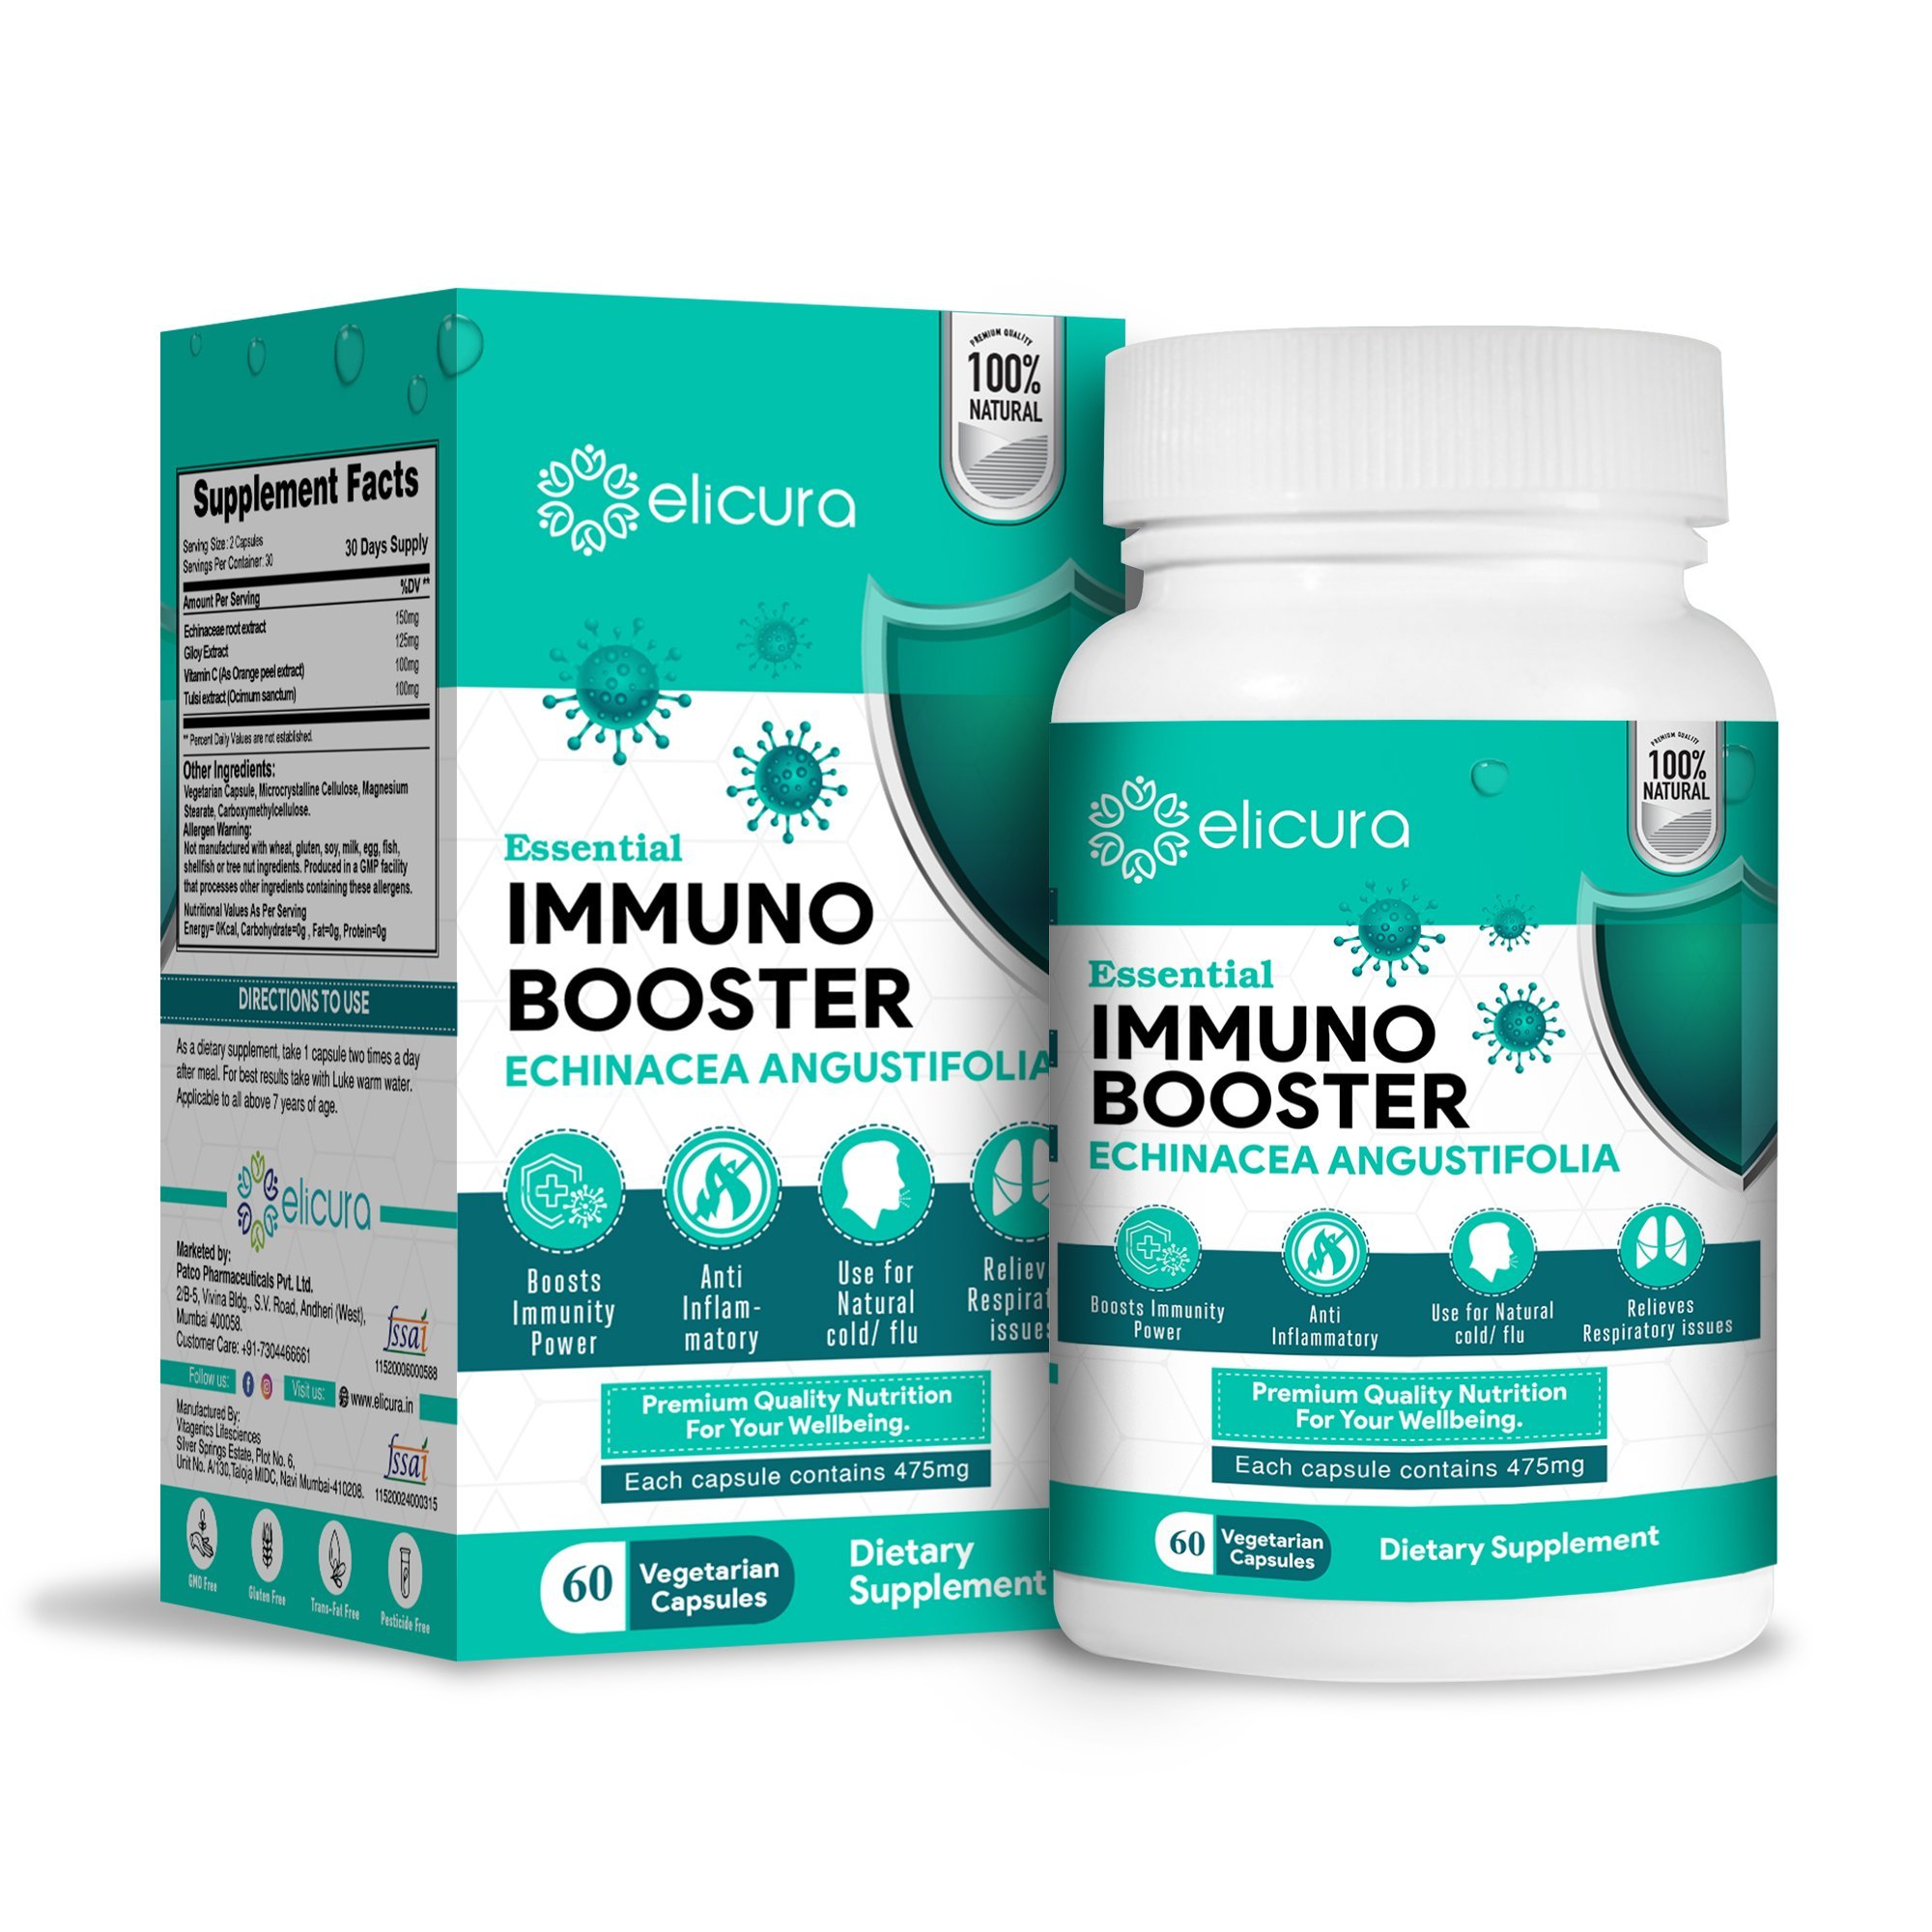 Supplement Facts
Serving Size: 2 Capsules
Servings Per Container: 30
30 Days Supply
Amount Per Serving
%DV **
Echinaceae root extract 150mg
Giloy Extract 125mg
Vitamin C (As Orange peel extract) 100mg
Tulsi extract (Ocimum sanctum) 100mg
** Percent Daily Values are not established.
Other Ingredients:
Vegetarian Capsule, Microcrystalline Cellulose, Magnesium
Stearate, Carboxymethylcellulose.
Allergen Warning:
Not manufactured with wheat, gluten, soy, milk, egg, fish,
shellfish or tree nut ingredients. Produced in a GMP facility
that processes other ingredients containing these allergens.
Nutritional Values As Per Serving
Energy= 0Kcal, Carbohydrate=0g , Fat=0g, Protein=0g
DIRECTIONS TO USE
As a dietary supplement, take 1 capsule two times a day
after meal. For best results take with Luke warm water.
Applicable to all above 7 years of age.
elicura
Marketed by:
Patco Pharmaceuticals Pvt. Ltd.
2/B-5, Vivina Bldg., S.V. Road, Andheri (West),
Mumbai 400058.
Customer Care: +91-7304466661
fssai
11520006000588
Follow us:
Visit us:
www.elicura.in
Manufactured By:
Vitagenics Lifesciences
Silver Springs Estate, Plot No. 6,
Unit No. A/130,Taloja MIDC, Navi Mumbai-410208.
fssai
11520024000315
GMO Free
Gluten Free
Trans-Fat Free
Pesticide Free
PREMIUM QUALITY
100%
NATURAL
elicura
Essential
IMMUNO
BOOSTER
ECHINACEA ANGUSTIFOLIA
Boosts
Immunity
Power
Anti
Inflam-
matory
Use for
Natural
cold/ flu
Reliev
Respirat
issues
Premium Quality Nutrition
For Your Wellbeing.
Each capsule contains 475mg
60
Vegetarian
Capsules
Dietary
Supplement
PREMIUM QUALITY
100%
NATURAL
elicura
Essential
IMMUNO
BOOSTER
ECHINACEA ANGUSTIFOLIA
Boosts Immunity
Power
Anti
Inflammatory
Use for Natural
cold/ flu
Relieves
Respiratory issues
Premium Quality Nutrition
For Your Wellbeing.
Each capsule contains 475mg
60
Vegetarian
Capsules
Dietary Supplement